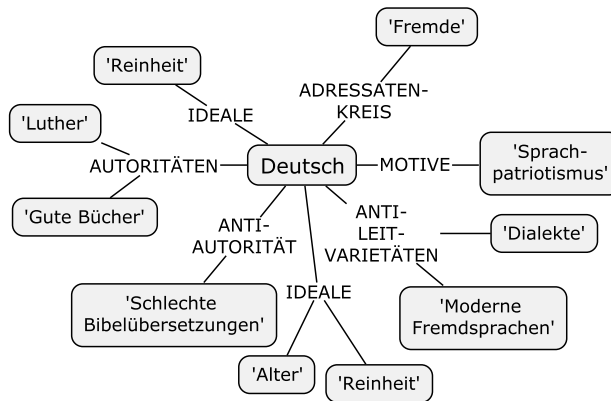 'Fremde'
'Reinheit'
ADRESSATEN-
KREIS
IDEALE
'Luther'
AUTORITÄTEN
Deutsch
MOTIVE
'Sprach-
patriotismus'
'Gute Bücher'
ANTI-
AUTORITÄT
ANTI-
LEIT-
VARIETÄTEN
'Dialekte'
'Schlechte
Bibelübersetzungen'
IDEALE
'Moderne
Fremdsprachen'
'Alter'
'Reinheit'